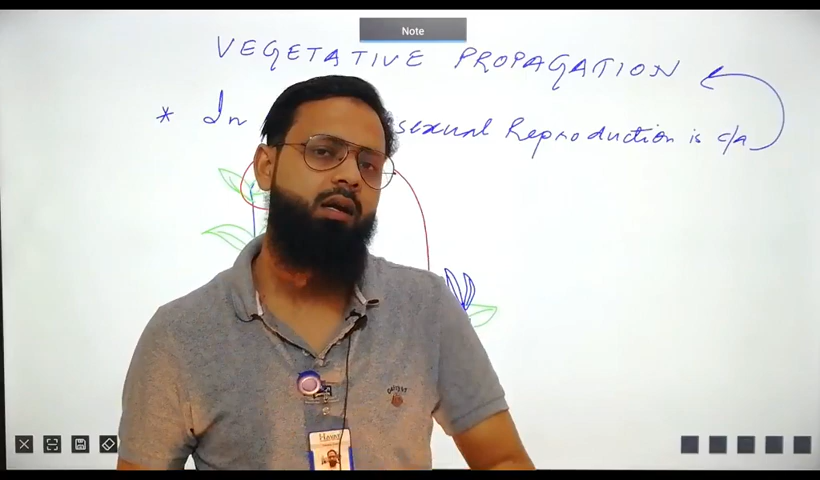 Note
VEGETATIVE PROPAGATION
* In sexual Reproduction is c/a